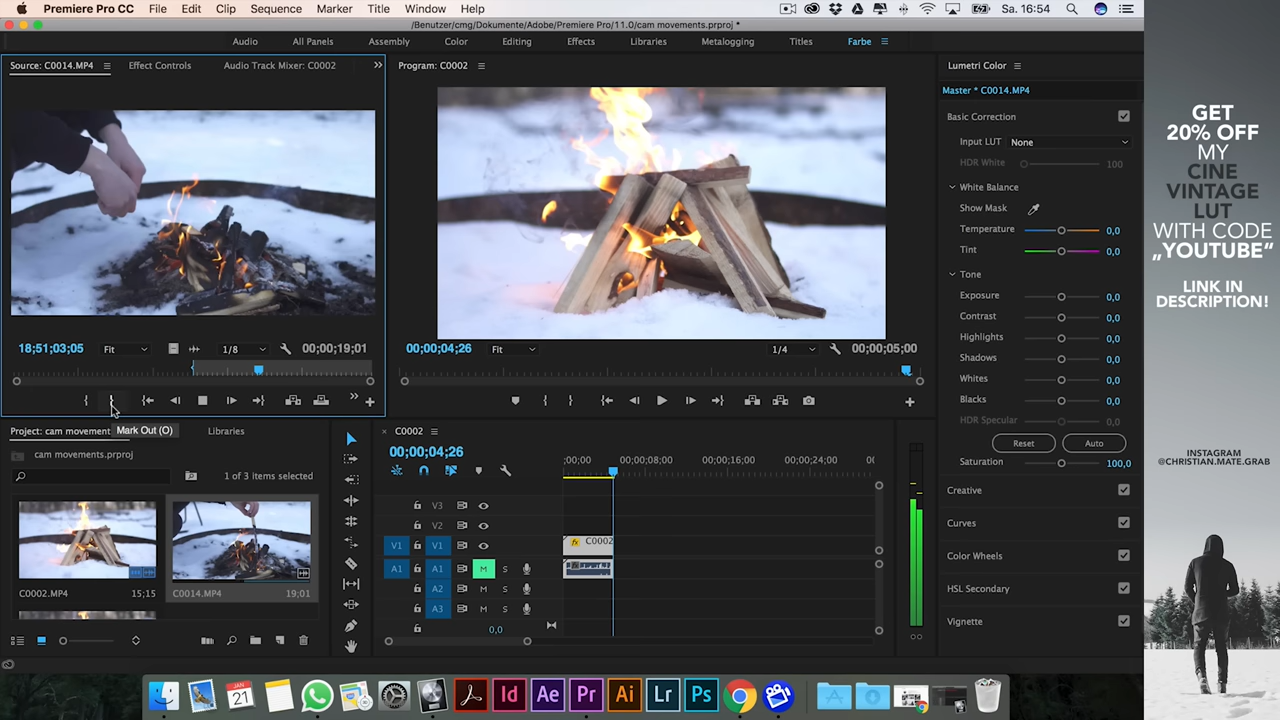 Premiere Pro CC File Edit Clip Sequence Marker Title Window Help Sa. 16:54
/Benutzer/cmg/Dokumente/Adobe/Premiere Pro/11.0/cam movements.prproj *
Audio All Panels Assembly Color Editing Effects Libraries Metalogging Titles Farbe
Source: C0014.MP4 Effect Controls Audio Track Mixer: C0002
Program: C0002
Lumetri Color
Master * C0014.MP4
Basic Correction
Input LUT None
HDR White 100
White Balance
Show Mask
Temperature 0,0
Tint 0,0
Tone
Exposure 0,0
Contrast 0,0
Highlights 0,0
Shadows 0,0
Whites 0,0
Blacks 0,0
HDR Specular 0,0
Reset Auto
Saturation 100,0
Creative
Curves
Color Wheels
HSL Secondary
Vignette
18;51;03;05 Fit 1/8 00;00;19;01
00;00;04;26 Fit 1/4 00;00;05;00
Mark Out (O)
Project: cam movement Libraries
cam movements.prproj
1 of 3 items selected
C0002.MP4 15;15
C0014.MP4 19;01
C0002
00;00;04;26
;00;00 00;00;08;00 00;00;16;00 00;00;24;00 00
V3
V2
V1 V1 fx C0002
A1 A1 M S
A2 M S
A3 M S
0,0
JAN
21
Id Ae Pr Ai Lr Ps
GET
20% OFF
MY
CINE
VINTAGE
LUT
WITH CODE
„YOUTUBE“
LINK IN
DESCRIPTION!
INSTAGRAM
@CHRISTIAN.MATE.GRAB